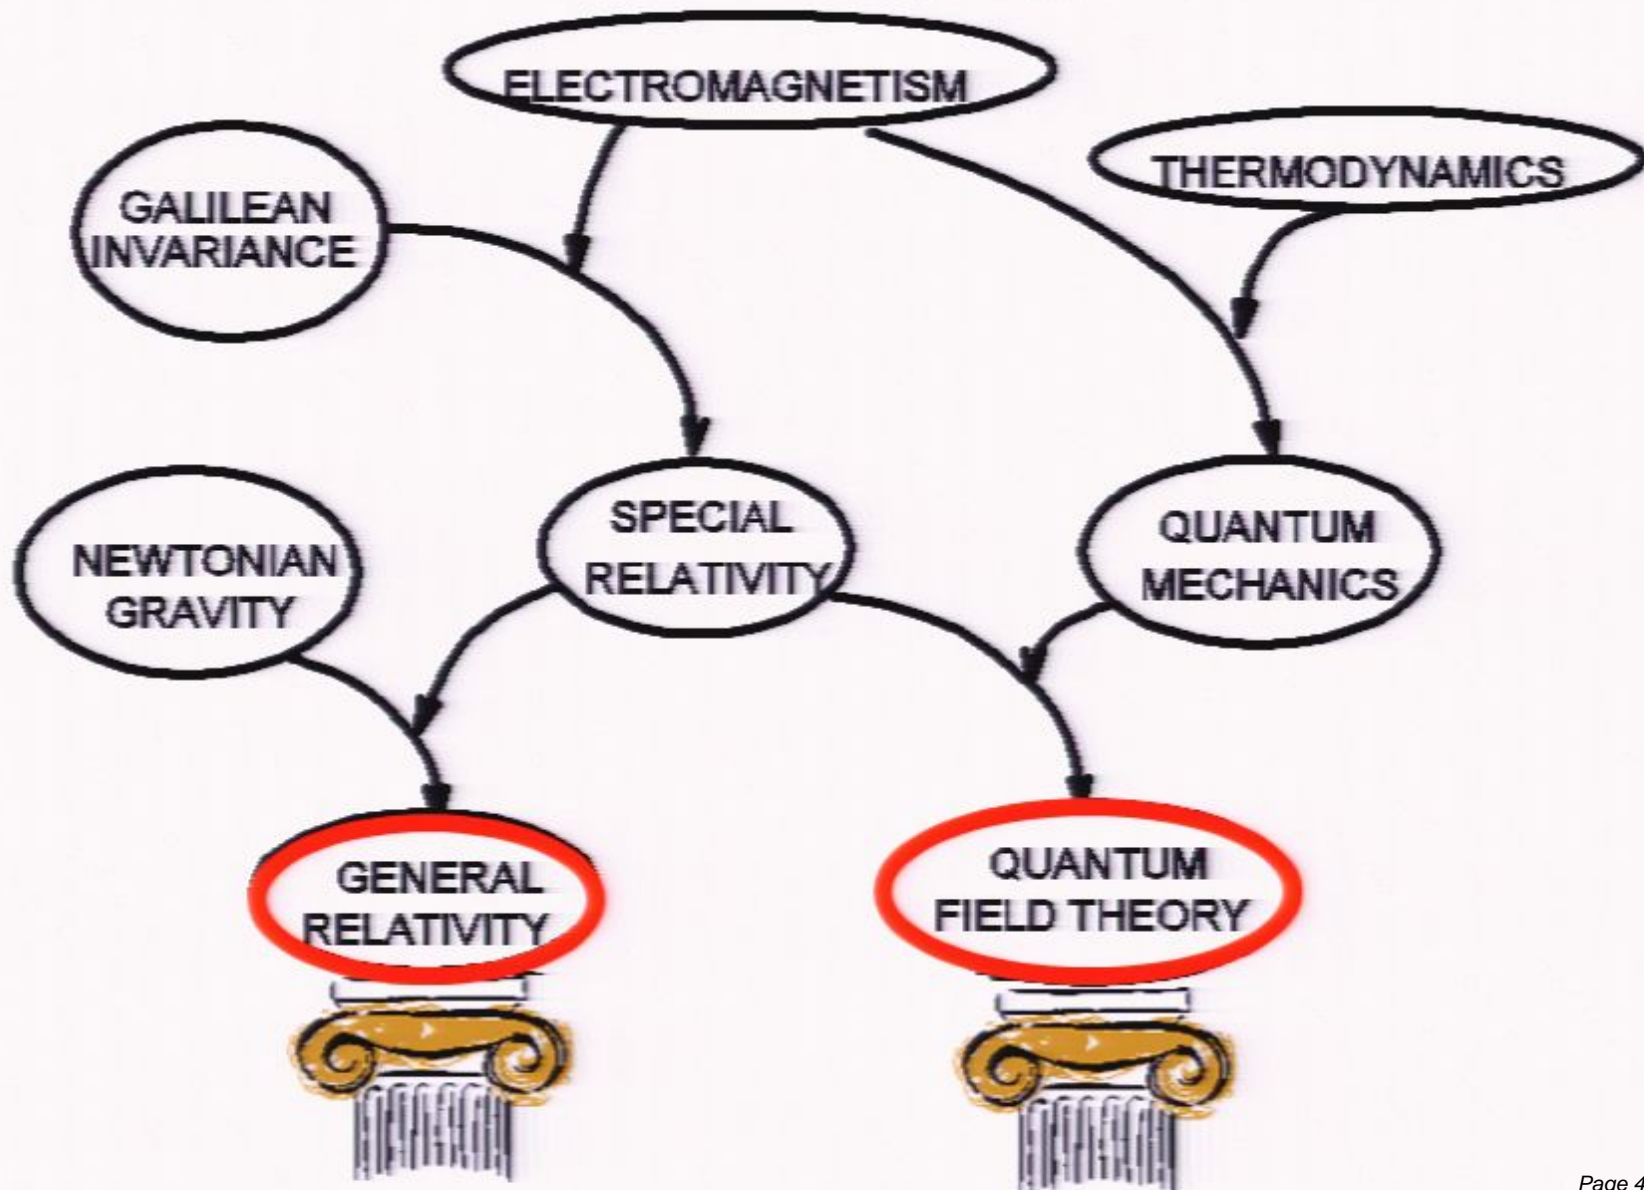 ELECTROMAGNETISM
THERMODYNAMICS
GALILEAN
INVARIANCE
NEWTONIAN
GRAVITY
SPECIAL
RELATIVITY
QUANTUM
MECHANICS
GENERAL
RELATIVITY
QUANTUM
FIELD THEORY
Page 4